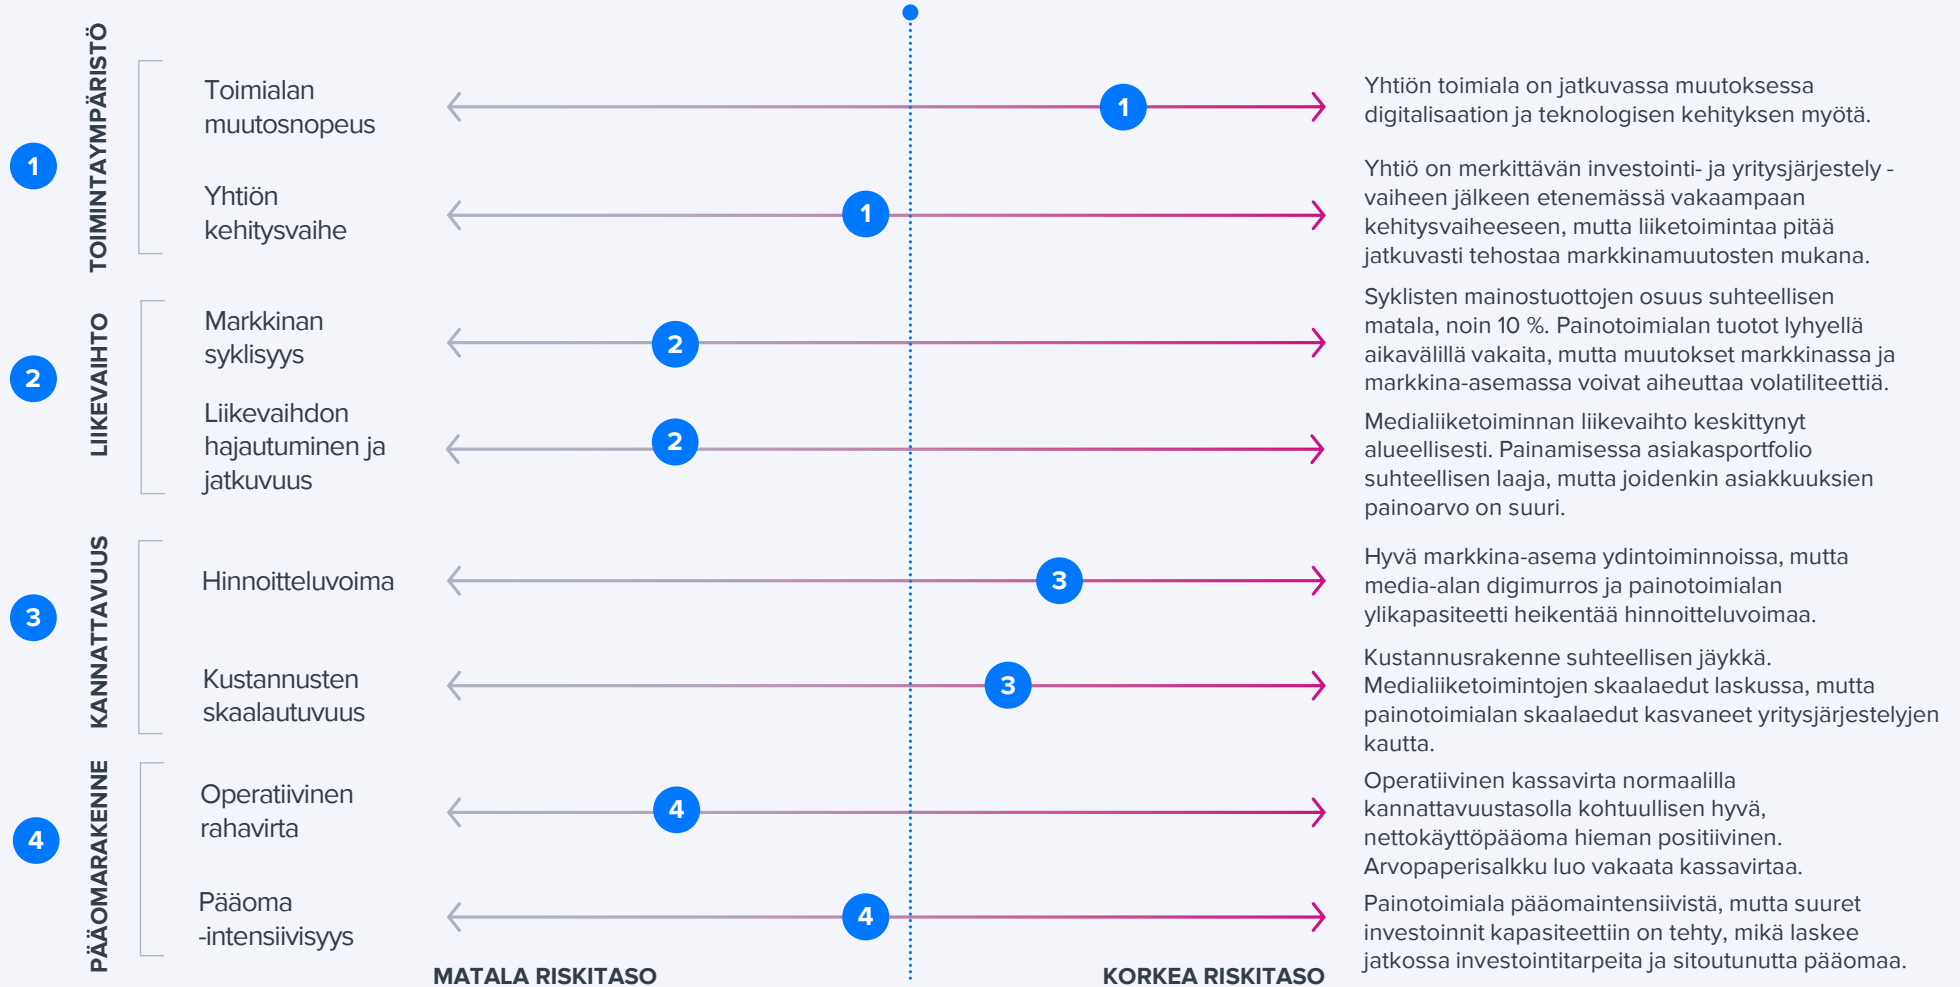 1
TOIMINTAYMPÄRISTÖ
Toimialan
muutosnopeus
1
Yhtiön toimiala on jatkuvassa muutoksessa
digitalisaation ja teknologisen kehityksen myötä.
Yhtiön
kehitysvaihe
1
Yhtiö on merkittävän investointi- ja yritysjärjestely -
vaiheen jälkeen etenemässä vakaampaan
kehitysvaiheeseen, mutta liiketoimintaa pitää
jatkuvasti tehostaa markkinamuutosten mukana.
2
LIIKEVAIHTO
Markkinan
syklisyys
2
Syklisten mainostuottojen osuus suhteellisen
matala, noin 10 %. Painotoimialan tuotot lyhyellä
aikavälillä vakaita, mutta muutokset markkinassa ja
markkina-asemassa voivat aiheuttaa volatiliteettiä.
Liikevaihdon
hajautuminen ja
jatkuvuus
2
Medialiiketoiminnan liikevaihto keskittynyt
alueellisesti. Painamisessa asiakasportfolio
suhteellisen laaja, mutta joidenkin asiakkuuksien
painoarvo on suuri.
3
KANNATTAVUUS
Hinnoitteluvoima
3
Hyvä markkina-asema ydintoiminnoissa, mutta
media-alan digimurros ja painotoimialan
ylikapasiteetti heikentää hinnoitteluvoimaa.
Kustannusten
skaalautuvuus
3
Kustannusrakenne suhteellisen jäykkä.
Medialiiketoimintojen skaalaedut laskussa, mutta
painotoimialan skaalaedut kasvaneet yritysjärjestelyjen
kautta.
4
PÄÄOMARAKENNE
Operatiivinen
rahavirta
4
Operatiivinen kassavirta normaalilla
kannattavuustasolla kohtuullisen hyvä,
nettokäyttöpääoma hieman positiivinen.
Arvopaperisalkku luo vakaata kassavirtaa.
Pääoma
-intensiivisyys
4
Painotoimiala pääomaintensiivistä, mutta suuret
investoinnit kapasiteettiin on tehty, mikä laskee
jatkossa investointitarpeita ja sitoutunutta pääomaa.
MATALA RISKITASO
KORKEA RISKITASO